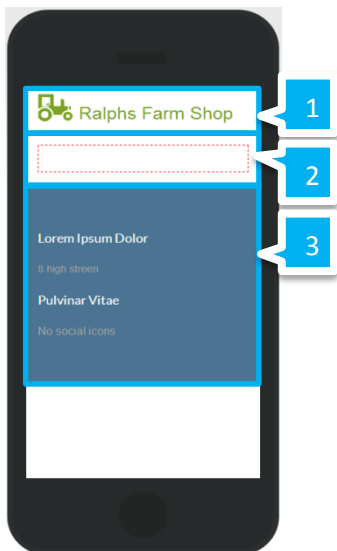 Ralphs Farm Shop
1
2
Lorem Ipsum Dolor
8 high streen
Pulvinar Vitae
No social icons
3